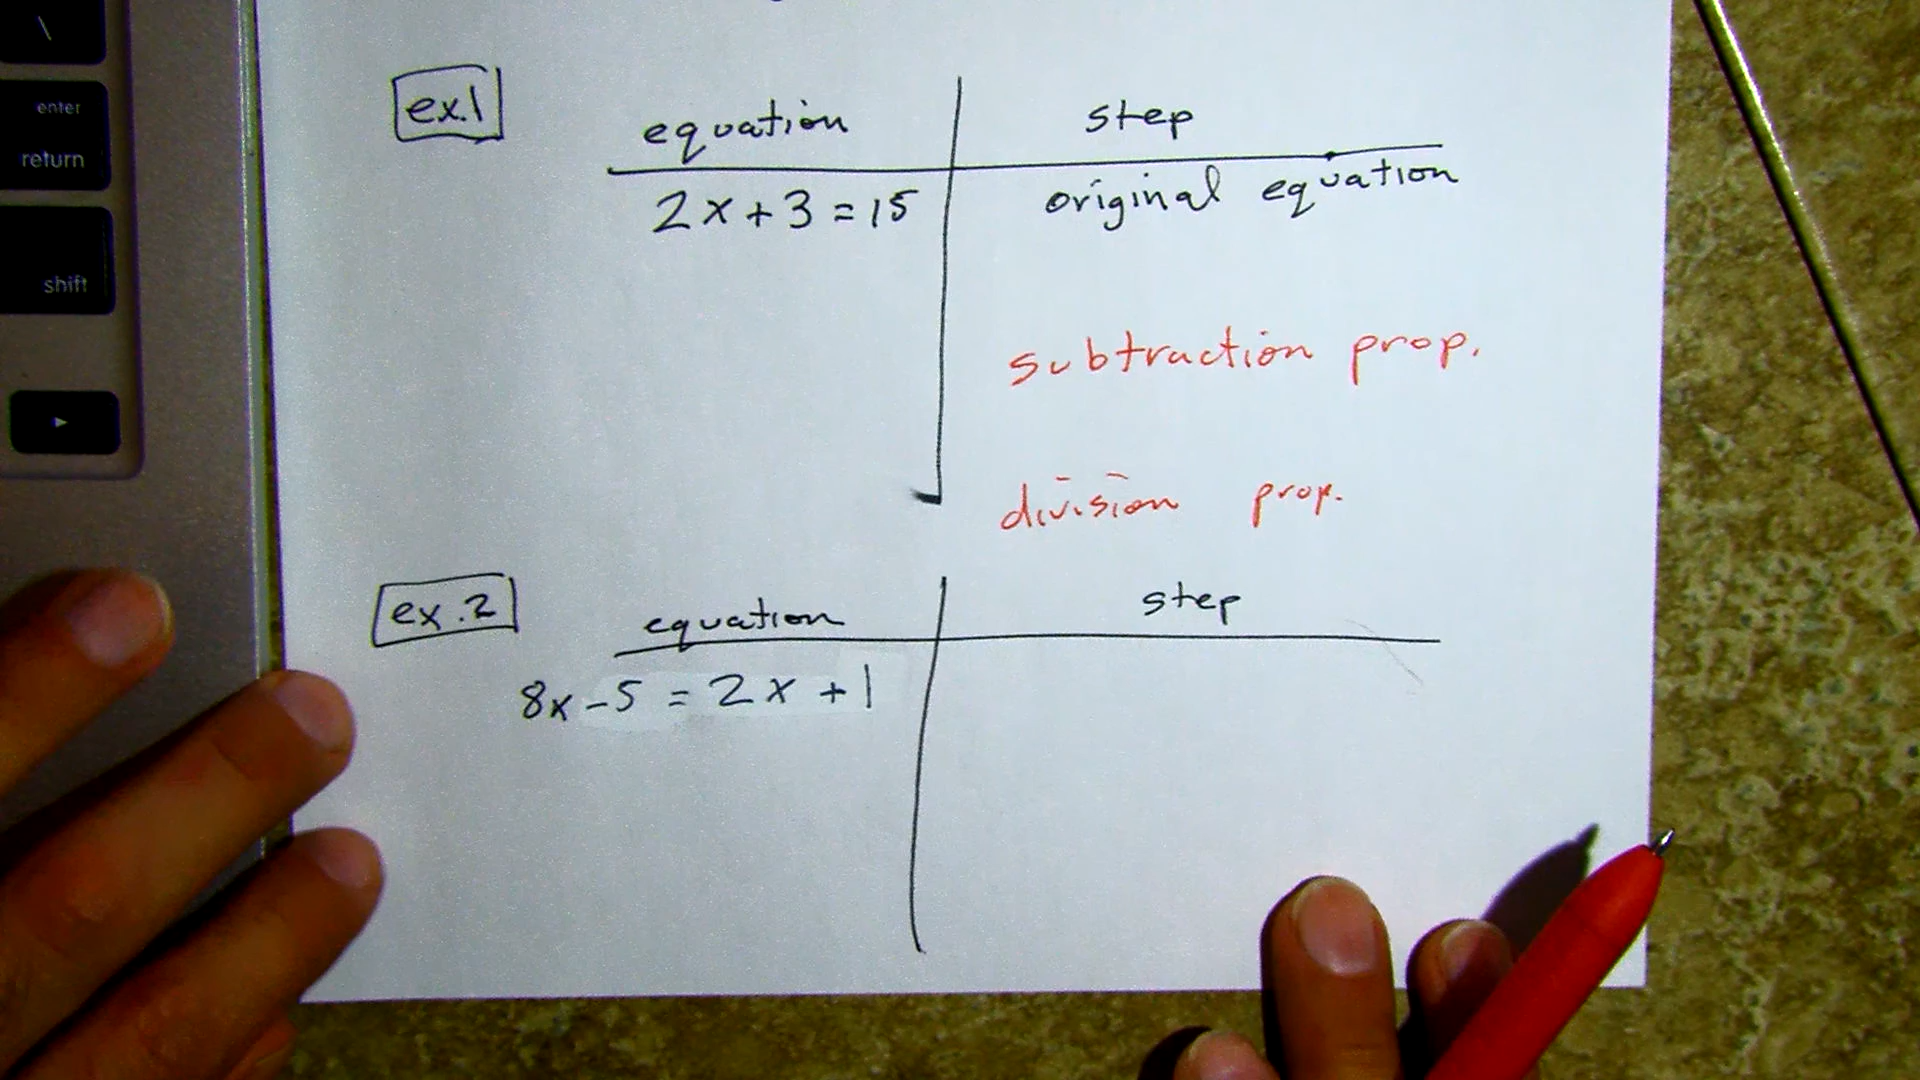 \
enter
return
shift
ex.1
equation step
2x+3=15 original equation
subtraction prop.
division prop.
ex.2
equation step
8x-5=2x+1